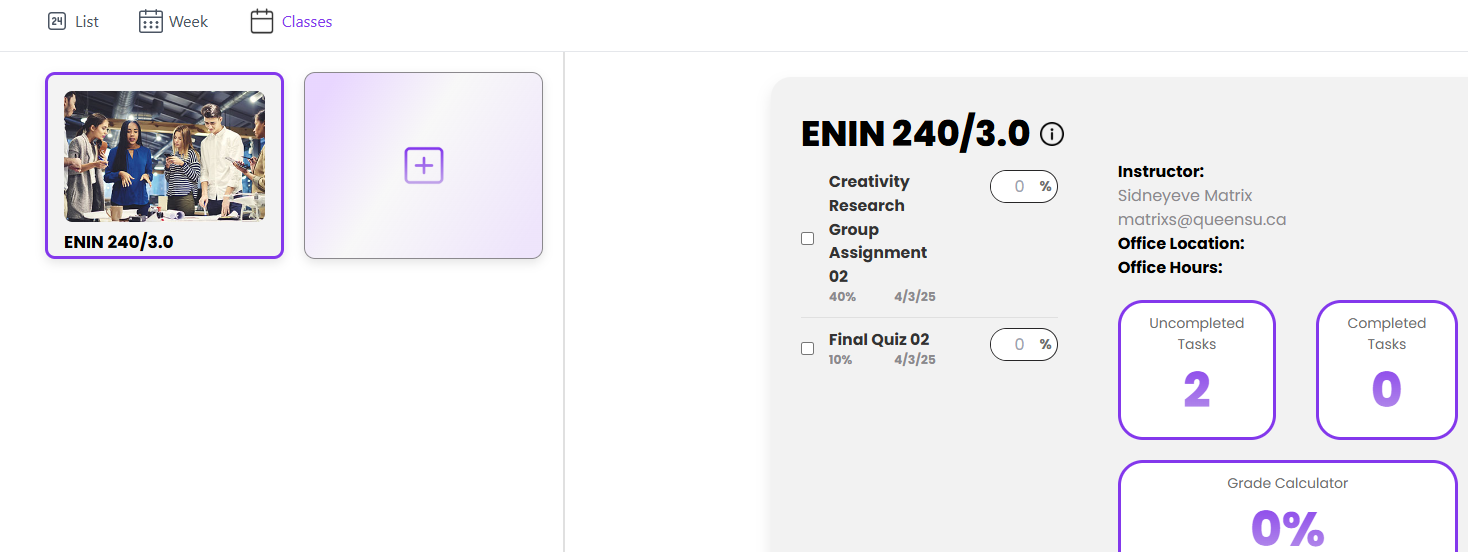 24 List
Week
Classes
ENIN 240/3.0
ENIN 240/3.0
Creativity
Research
Group
Assignment
02
40% 4/3/25
0 %
Final Quiz 02
10% 4/3/25
0 %
Instructor:
Sidneyeve Matrix
matrixs@queensu.ca
Office Location:
Office Hours:
Uncompleted
Tasks
2
Completed
Tasks
0
Grade Calculator
0%